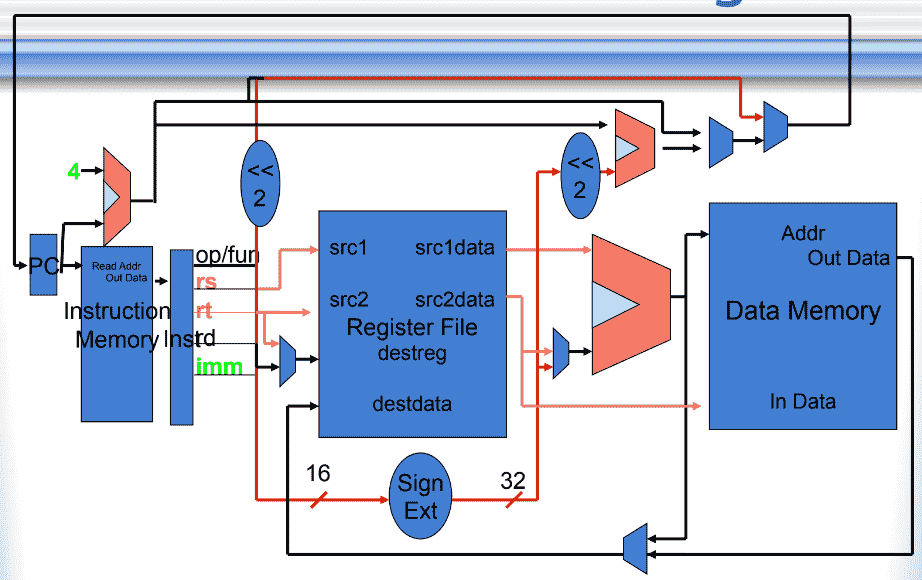 4
<<
2
<<
2
PC
Read Addr
Out Data
Instruction
Memory
Inst
op/fun
rs
rt
rd
imm
src1
src1data
src2
src2data
Register File
destreg
destdata
Addr
Out Data
Data Memory
In Data
16
Sign
Ext
32